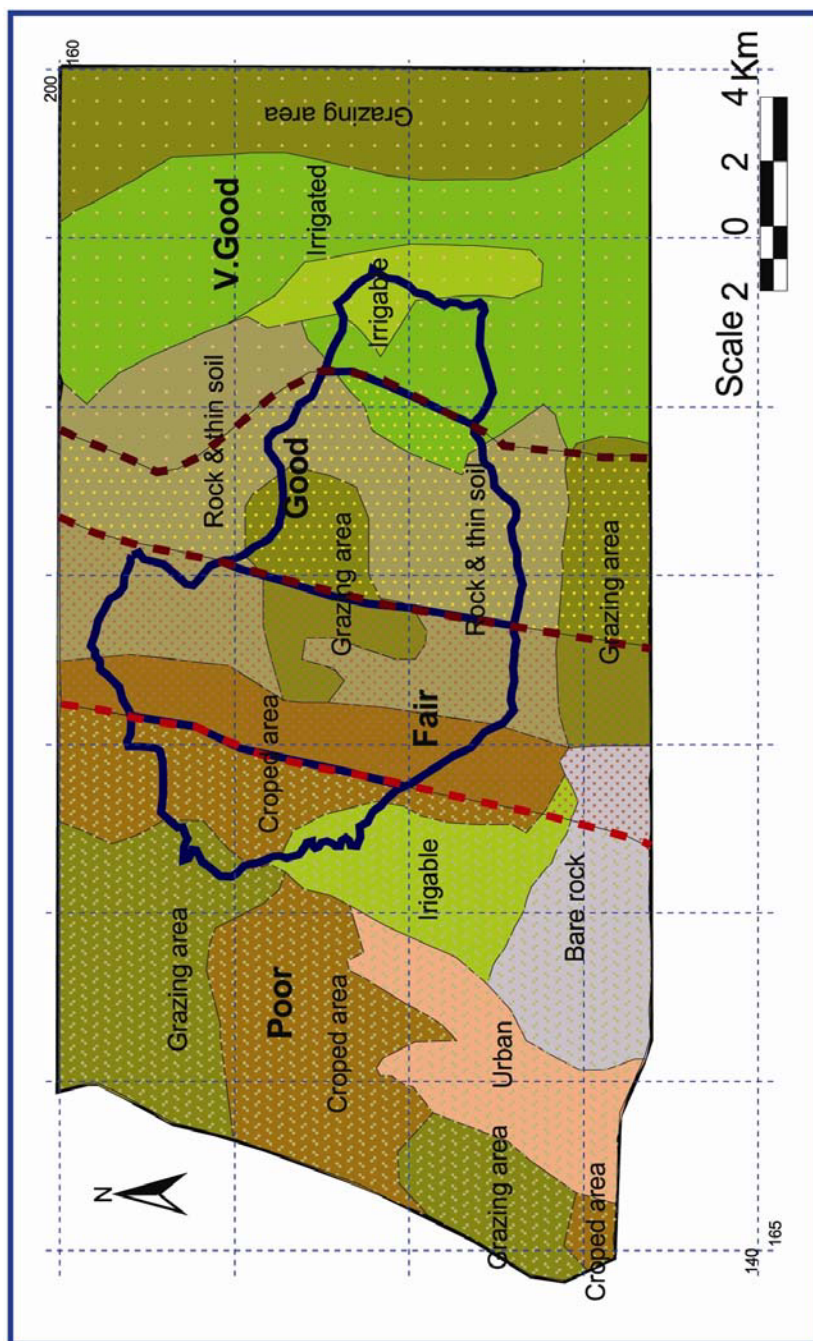 200
160
Grazing area
V.Good
Irrigated
Irrigable
Rock & thin soil
Good
Rock & thin soil
Grazing area
Grazing area
Fair
Croped area
Irigable
Bare rock
Grazing area
Poor
Croped area
Urban
Grazing area
Croped area
N
Scale 2 0 2 4 Km
140
165